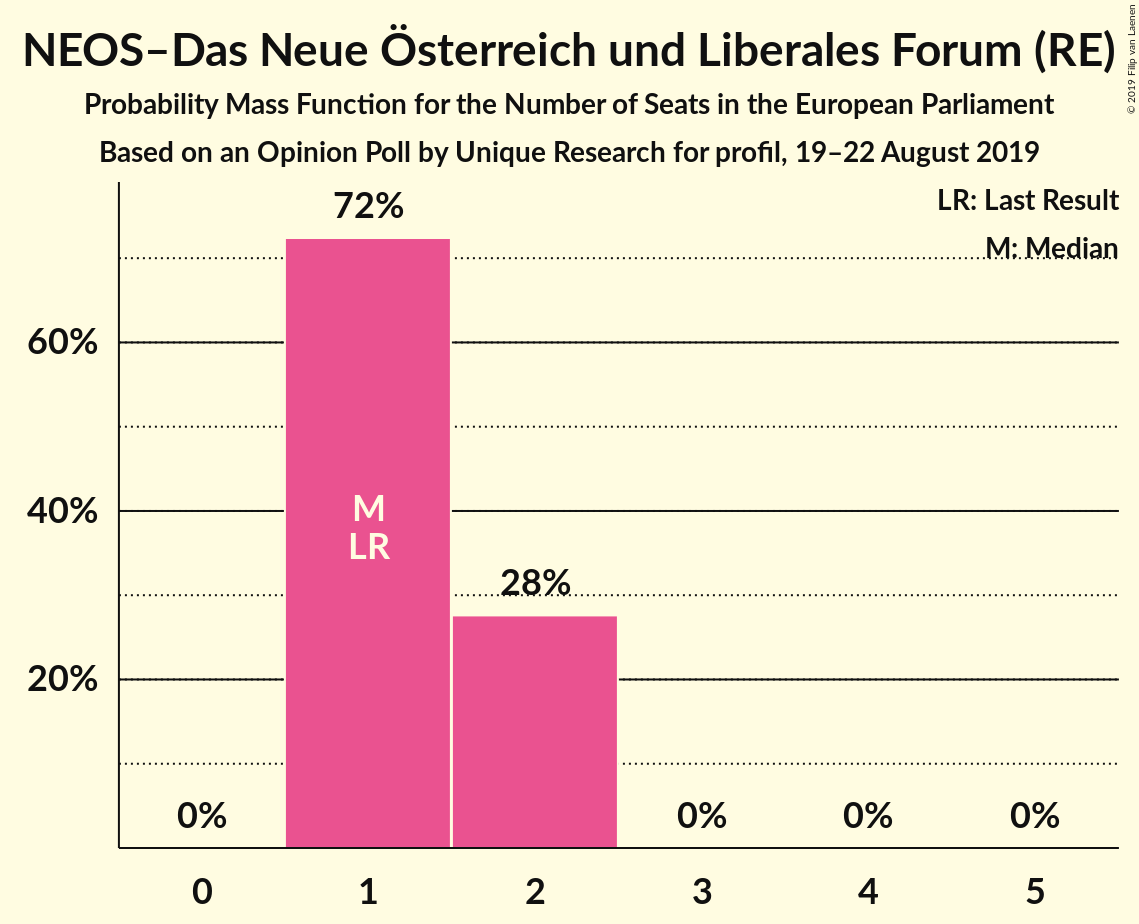 NEOS–Das Neue Österreich und Liberales Forum (RE)
Probability Mass Function for the Number of Seats in the European Parliament
Based on an Opinion Poll by Unique Research for profil, 19–22 August 2019
© 2019 Filip van Laenen
LR: Last Result
M: Median
72%
60%
40%
20%
M
LR
28%
0%
0%
0%
0%
0
1
2
3
4
5